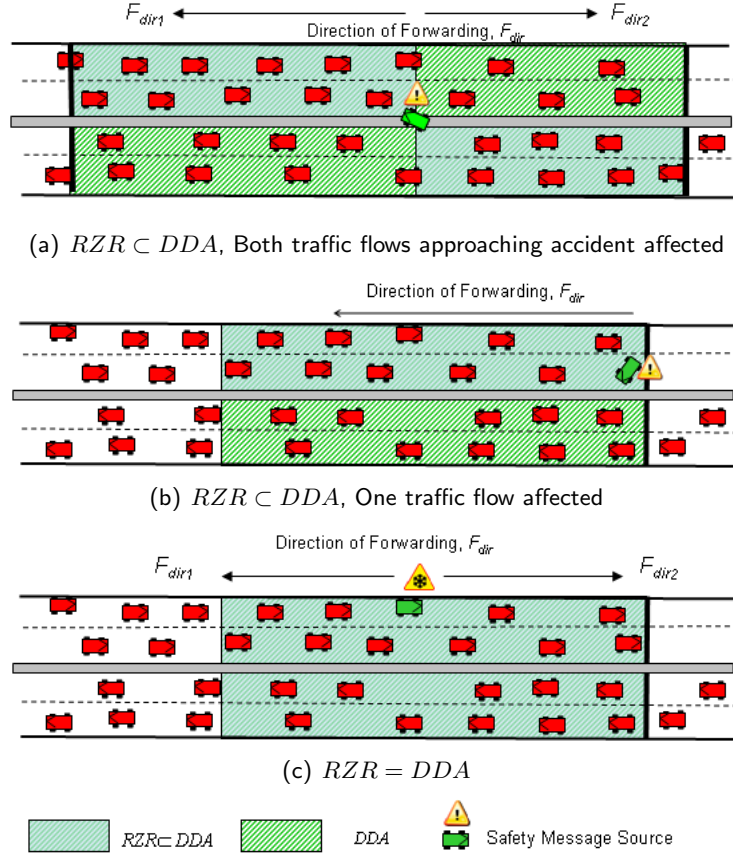 F_dir1 F_dir2
Direction of Forwarding, F_dir
(a) RZR ⊂ DDA, Both traffic flows approaching accident affected
Direction of Forwarding, F_dir
(b) RZR ⊂ DDA, One traffic flow affected
Direction of Forwarding, F_dir
F_dir1 F_dir2
(c) RZR = DDA
RZR⊂DDA DDA Safety Message Source